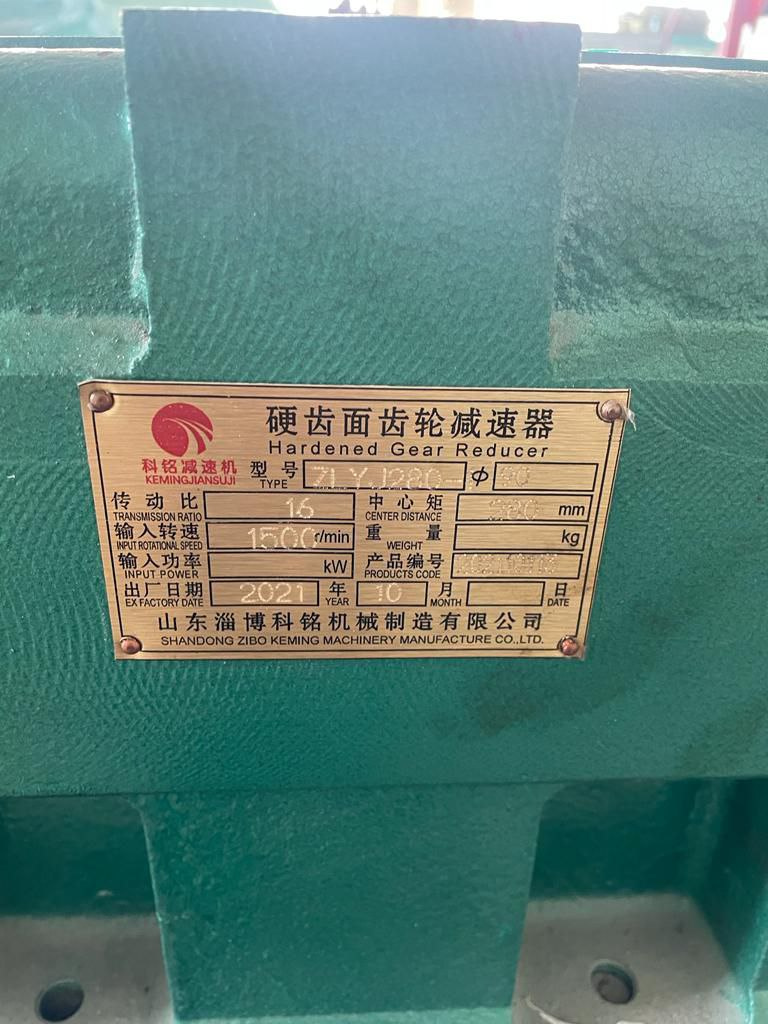 硬齿面齿轮减速器
Hardened Gear Reducer
科铭减速机
KEMINGJIANSUJI
型号 ZLYJ280- Φ 90
TYPE
传动比 16 中心矩 280 mm
TRANSMISSION RATIO CENTER DISTANCE
输入转速 1500 r/min 重量 kg
INPUT ROTATIONAL SPEED WEIGHT
输入功率 kW 产品编号
INPUT POWER PRODUCTS CODE
出厂日期 2021 年 10 月 日
EX FACTORY DATE YEAR MONTH DATE
山东淄博科铭机械制造有限公司
SHANDONG ZIBO KEMING MACHINERY MANUFACTURE CO.,LTD.